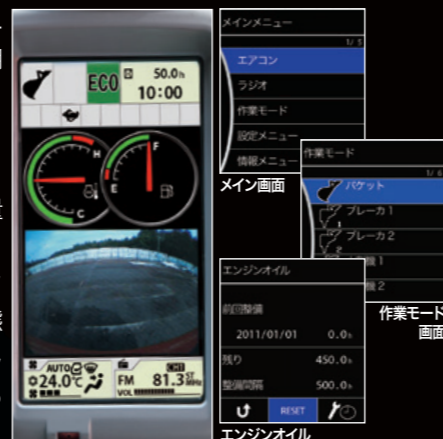 ECO
50.0h
10:00
H
C
F
E
AUTO
24.0℃
FM
CH1
81.3 ST MHz
VOL
メインメニュー
1/ 5
エアコン
ラジオ
作業モード
設定メニュー
情報メニュー
メイン画面
作業モード
1/ 6
バケット
ブレーカ1
1
ブレーカ2
2
機1
機2
作業モード
画面
エンジンオイル
前回整備
2011/01/01 0.0h
残り 450.0h
整備間隔 500.0h
RESET
エンジンオイル